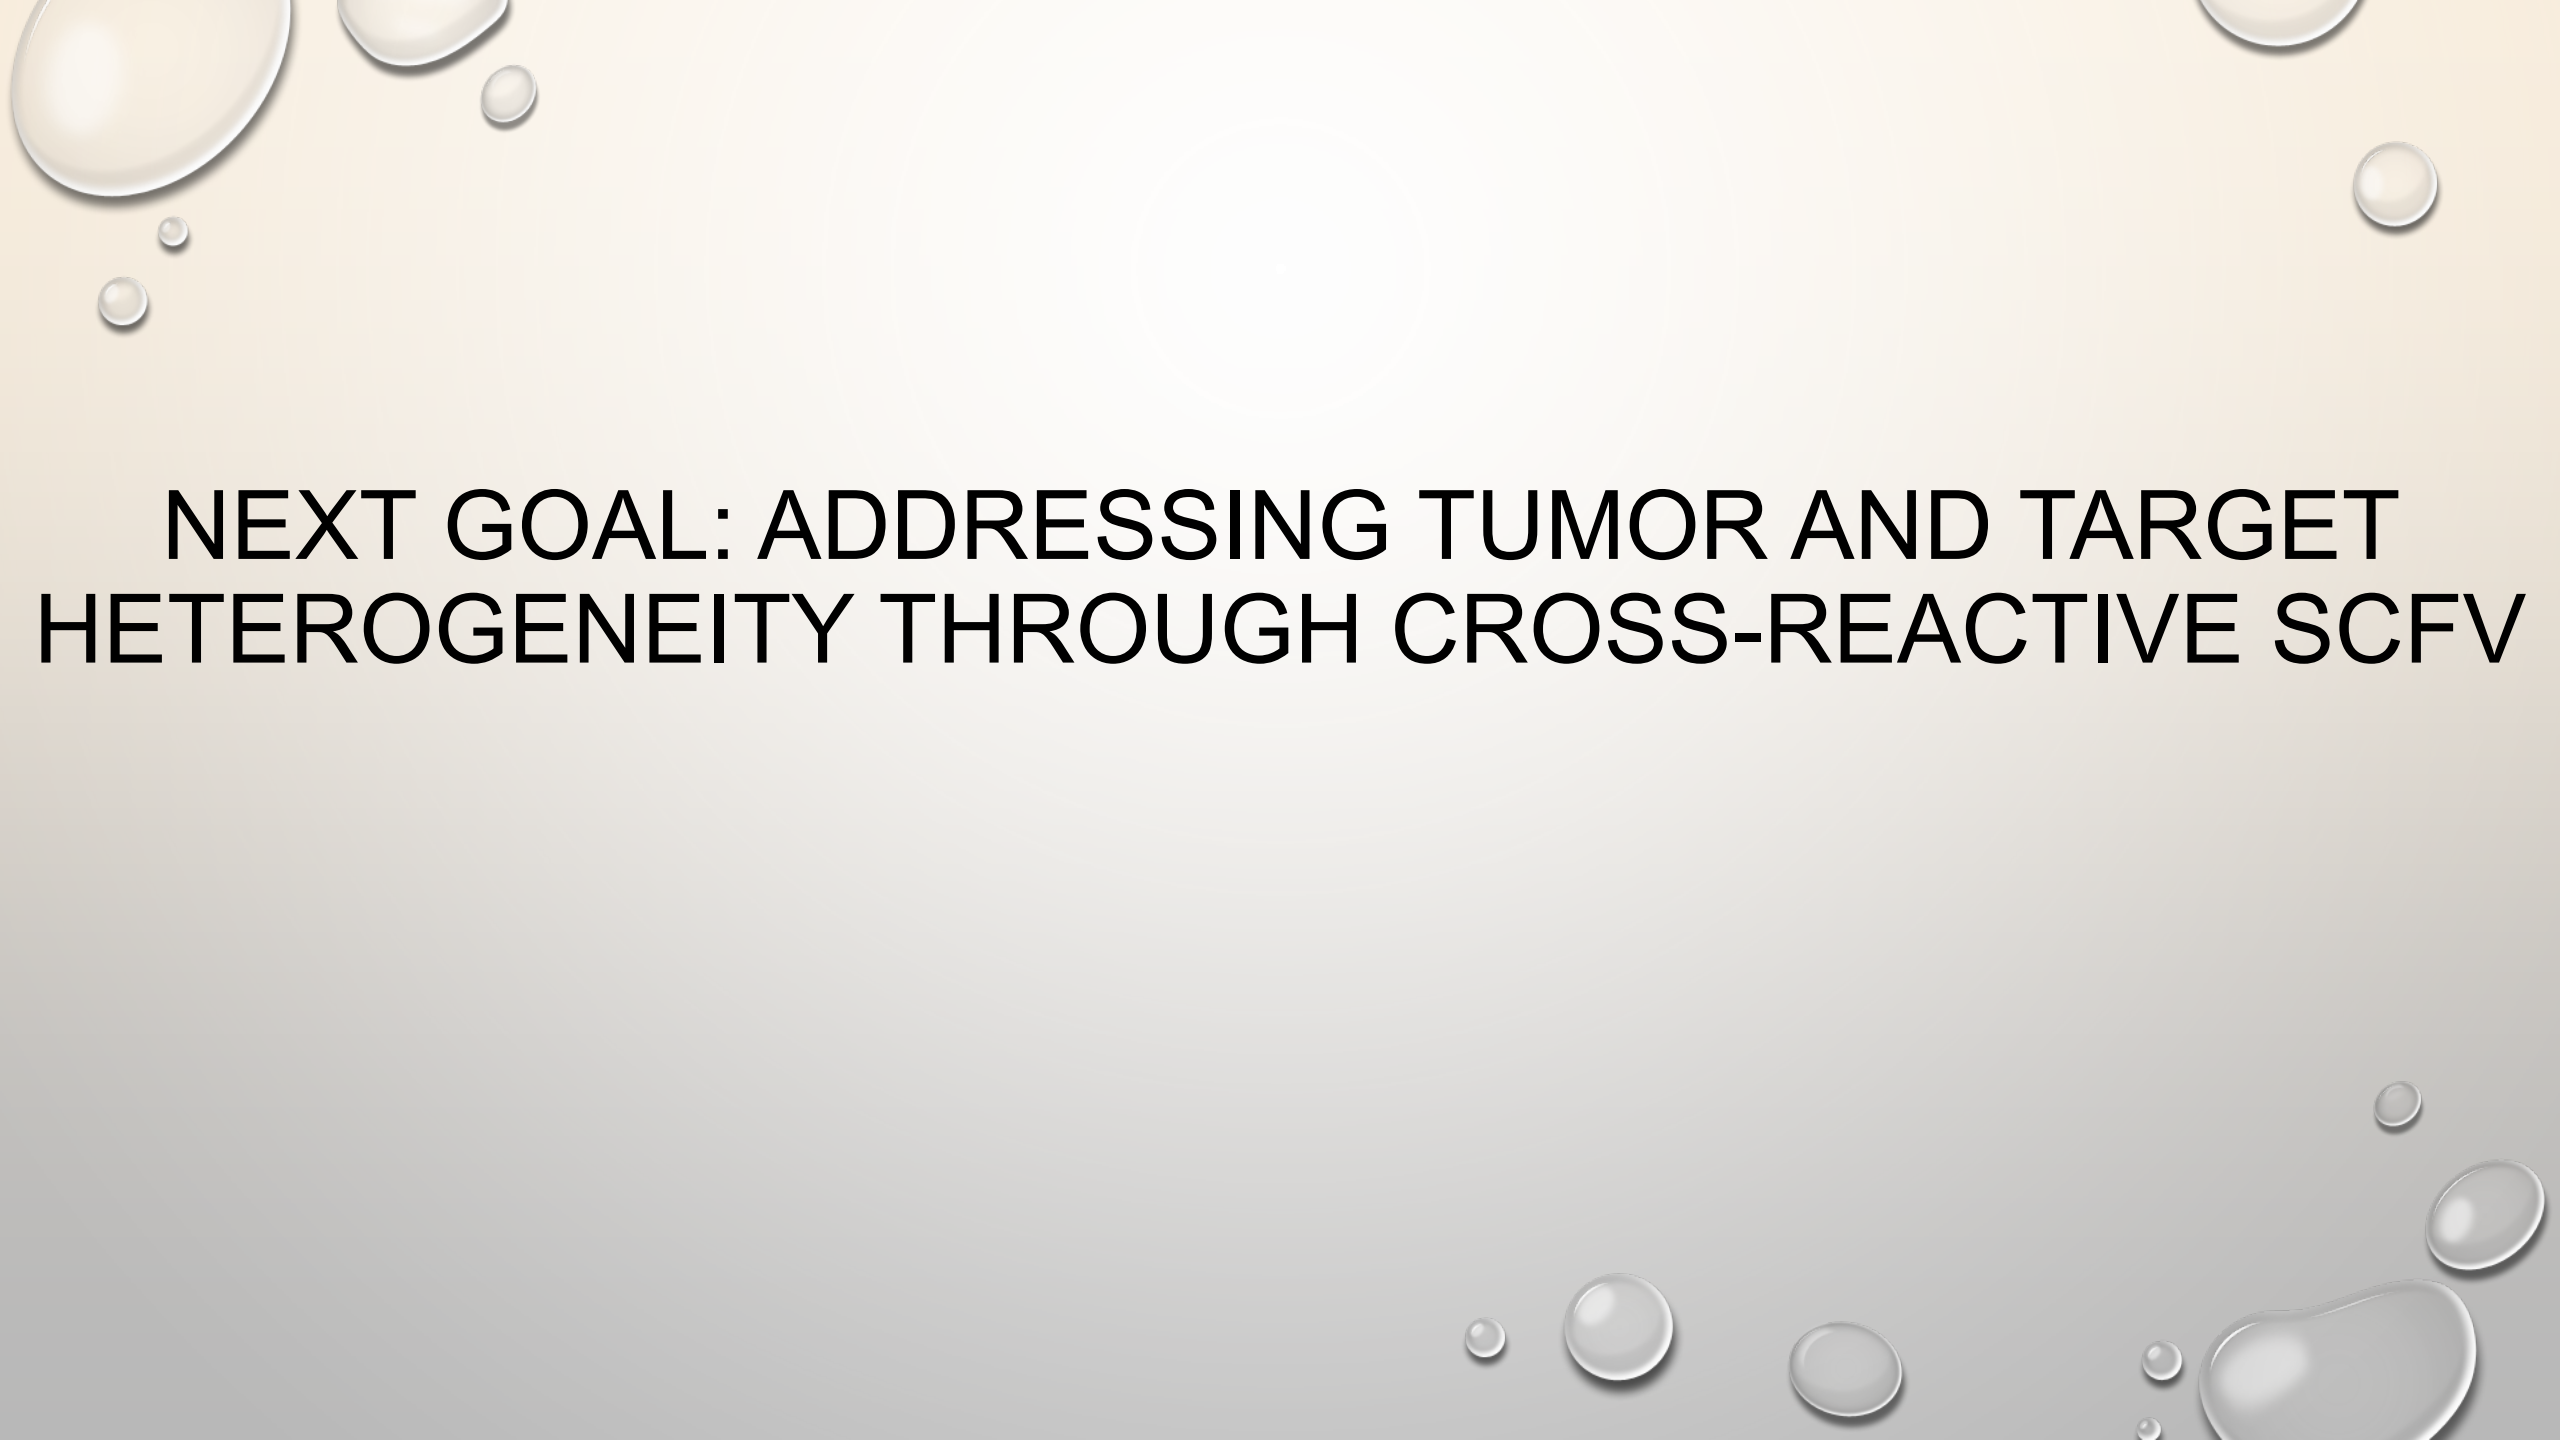 NEXT GOAL: ADDRESSING TUMOR AND TARGET
HETEROGENEITY THROUGH CROSS-REACTIVE SCFV